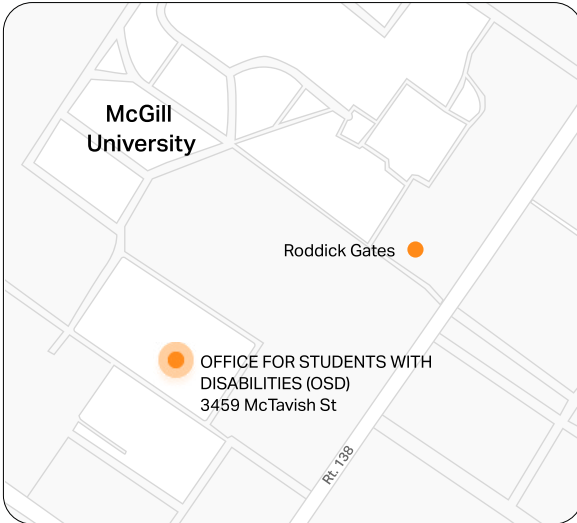 McGill
University
Roddick Gates
OFFICE FOR STUDENTS WITH
DISABILITIES (OSD)
3459 McTavish St
Rt. 138